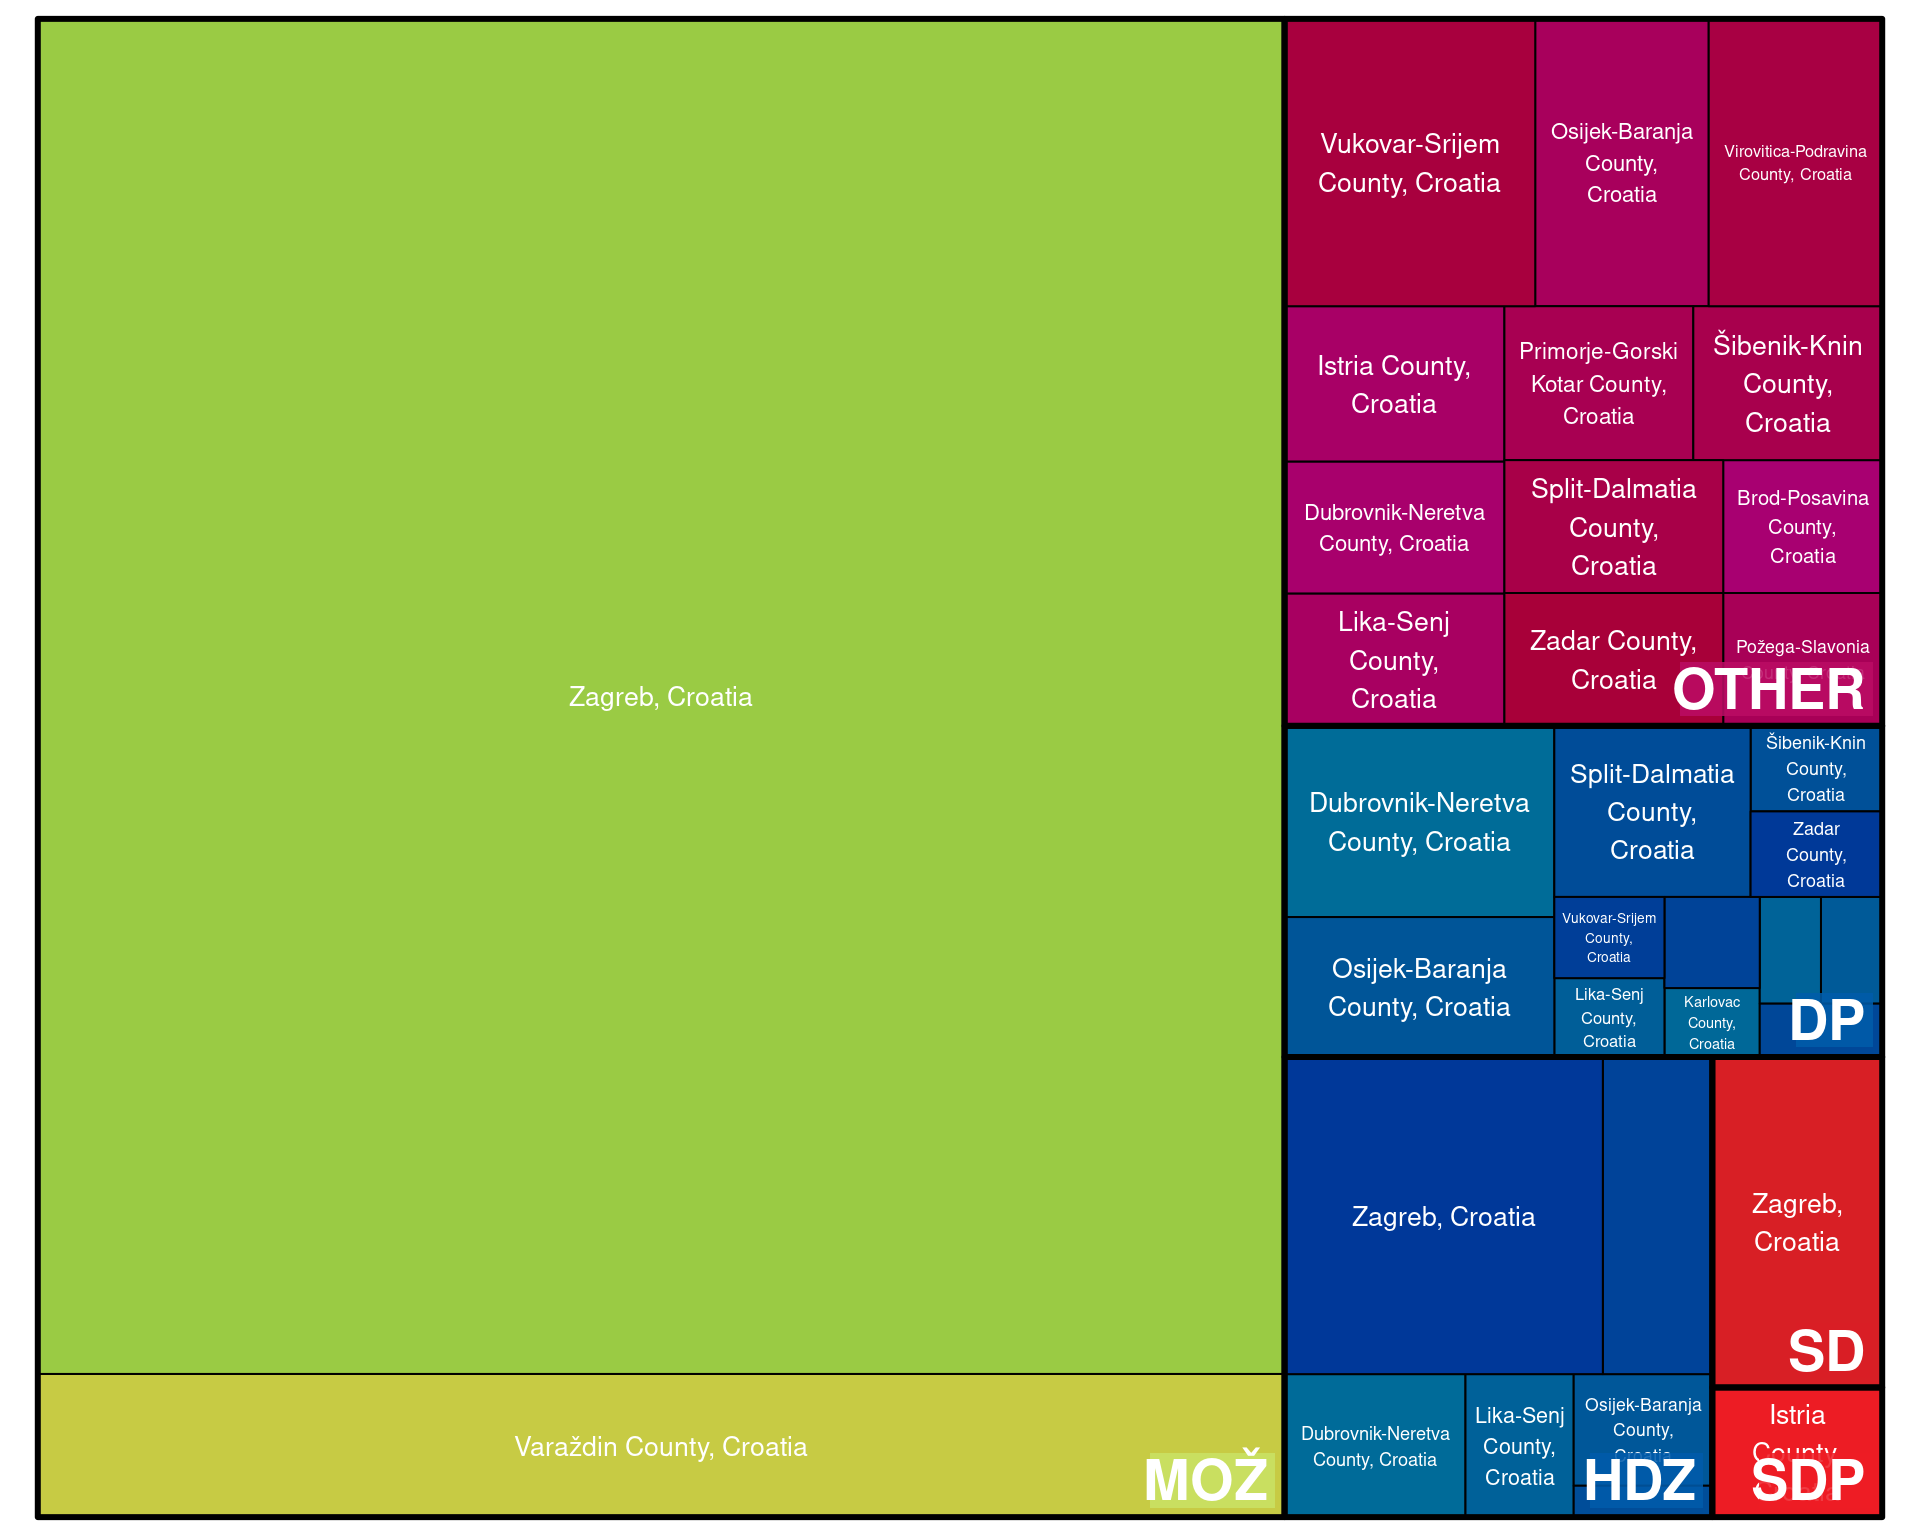 Zagreb, Croatia
Varaždin County, Croatia
MOŽ
Vukovar-Srijem
County, Croatia
Osijek-Baranja
County,
Croatia
Virovitica-Podravina
County, Croatia
Istria County,
Croatia
Primorje-Gorski
Kotar County,
Croatia
Šibenik-Knin
County,
Croatia
Dubrovnik-Neretva
County, Croatia
Split-Dalmatia
County,
Croatia
Brod-Posavina
County,
Croatia
Lika-Senj
County,
Croatia
Zadar County,
Croatia
Požega-Slavonia
OTHER
Dubrovnik-Neretva
County, Croatia
Split-Dalmatia
County,
Croatia
Šibenik-Knin
County,
Croatia
Zadar
County,
Croatia
Osijek-Baranja
County, Croatia
Vukovar-Srijem
County,
Croatia
Lika-Senj
County,
Croatia
Karlovac
County,
Croatia
DP
Zagreb, Croatia
Dubrovnik-Neretva
County, Croatia
Lika-Senj
County,
Croatia
Osijek-Baranja
County,
Croatia
HDZ
Zagreb,
Croatia
SD
Istria
County,
SDP